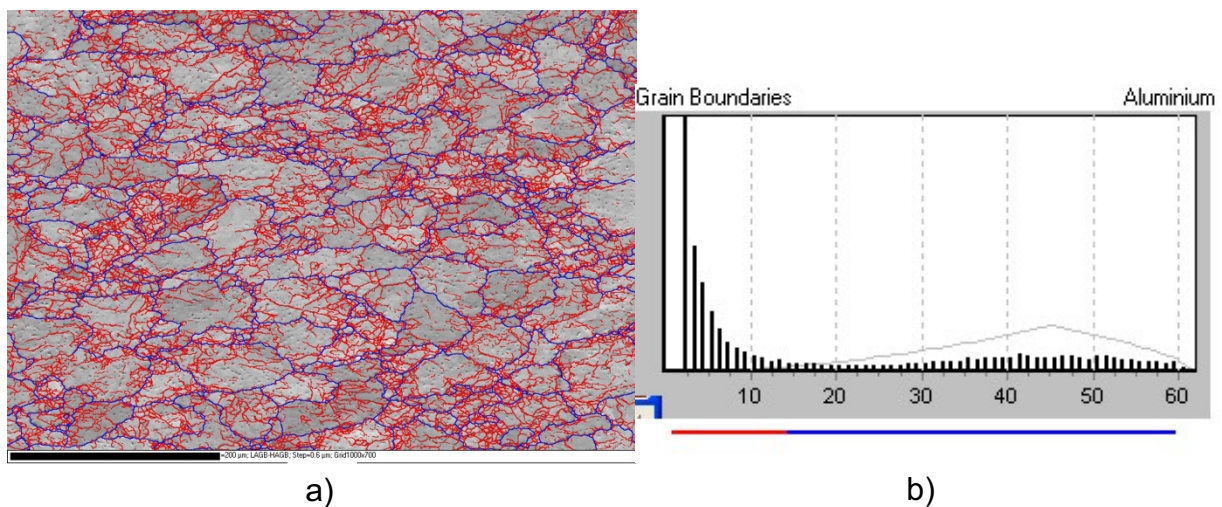 Grain Boundaries Aluminium
10 20 30 40 50 60
=200 µm; LAGB-HAGB; Step=0.6 µm; Grid1000x700
a) b)